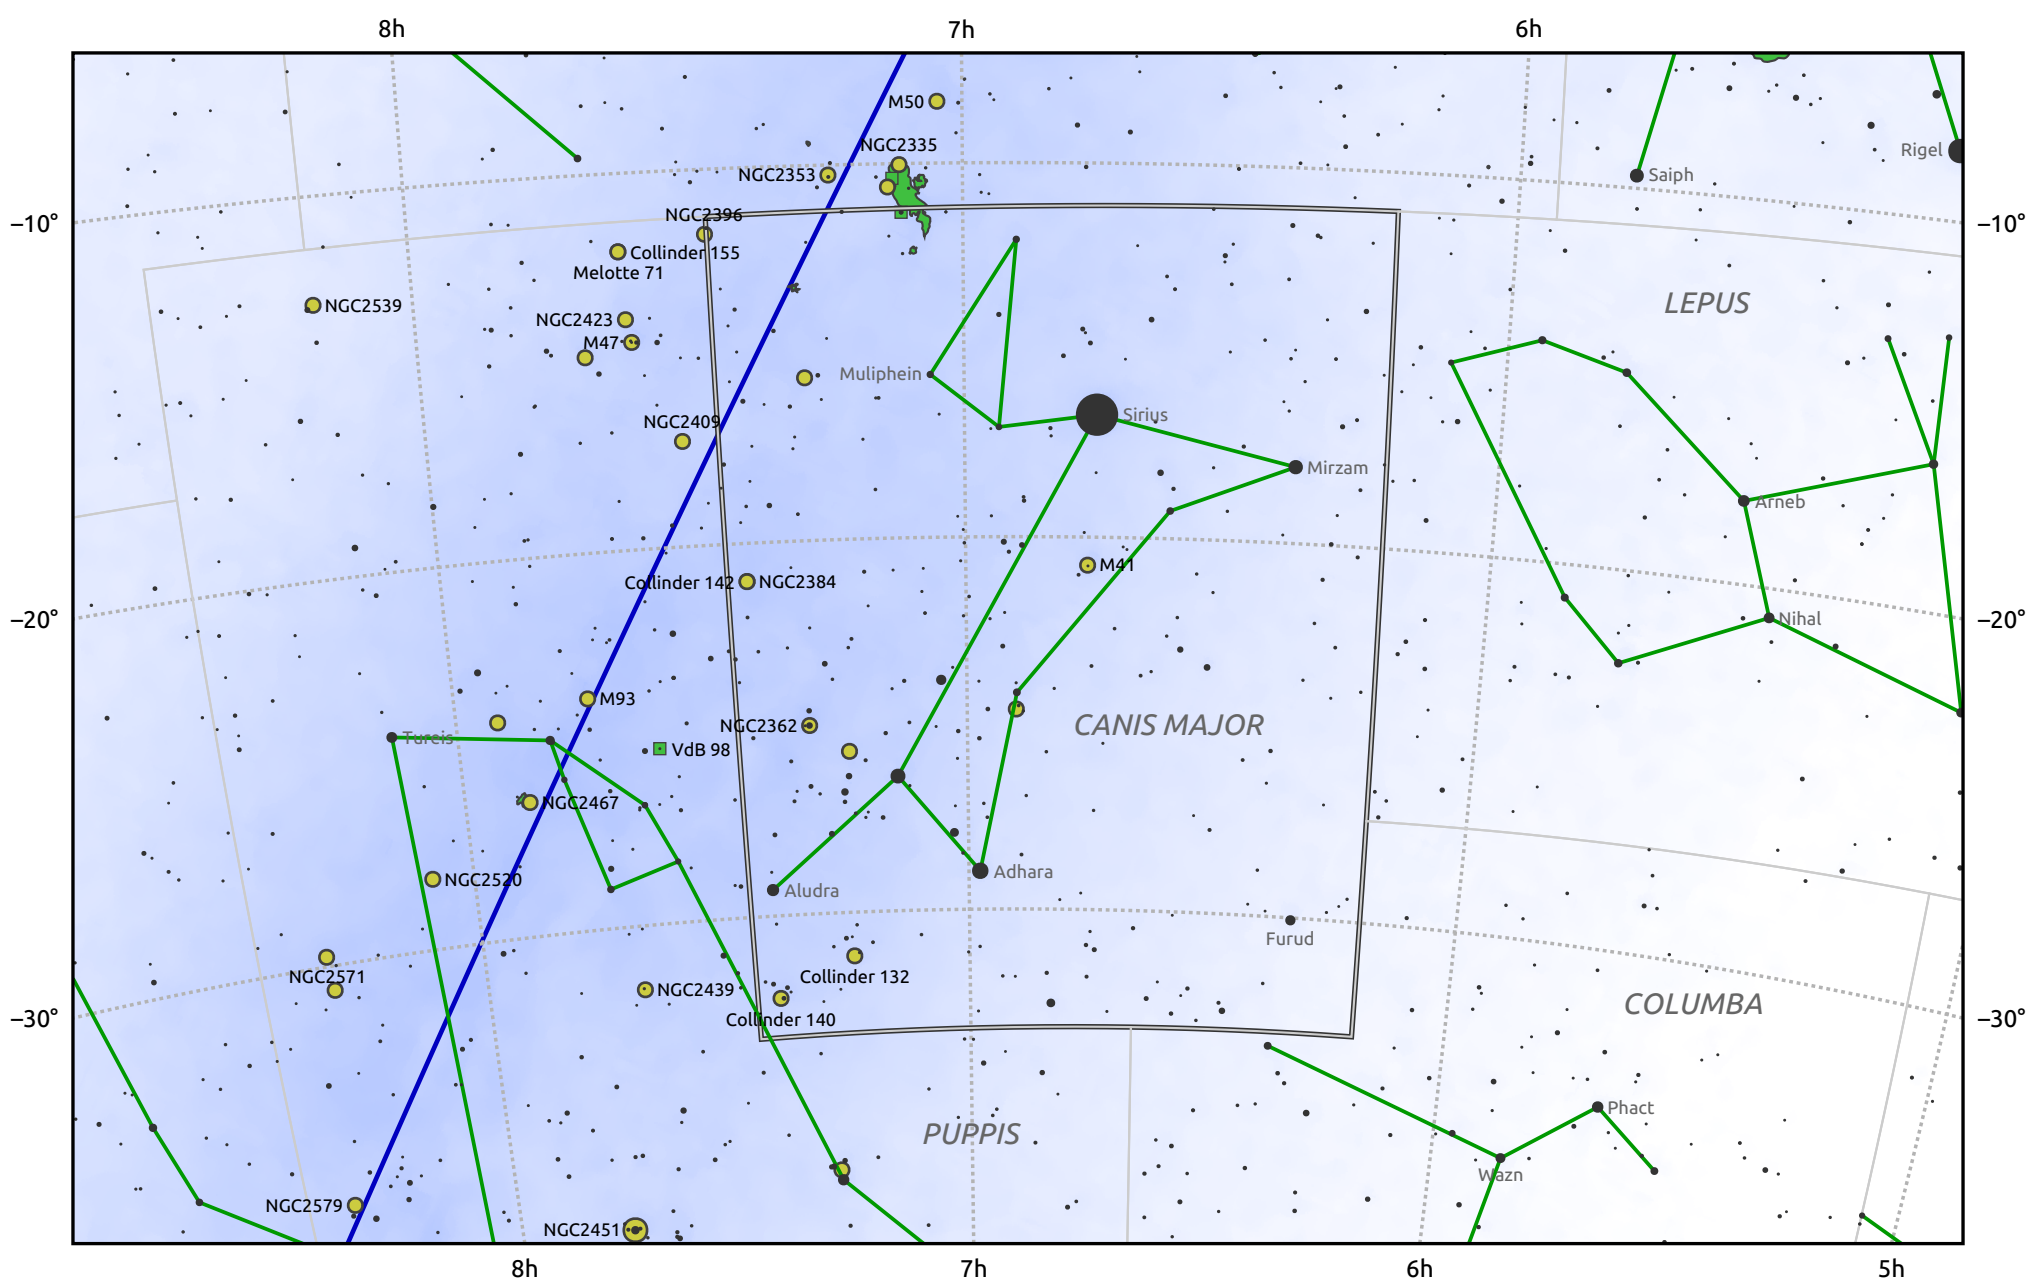 8h
7h
6h
M50
NGC2335
Rigel
NGC2353
Saiph
NGC2396
−10°
−10°
Collinder 155
Melotte 71
NGC2539
LEPUS
NGC2423
M47
Muliphein
Sirius
NGC2409
Mirzam
Arneb
M41
Collinder 142
NGC2384
−20°
−20°
Nihal
M93
NGC2362
CANIS MAJOR
Tureis
VdB 98
NGC2467
Adhara
NGC2520
Aludra
Furud
NGC2571
Collinder 132
NGC2439
COLUMBA
−30°
−30°
Collinder 140
Phact
PUPPIS
Wazn
NGC2579
NGC2451
8h
7h
6h
5h